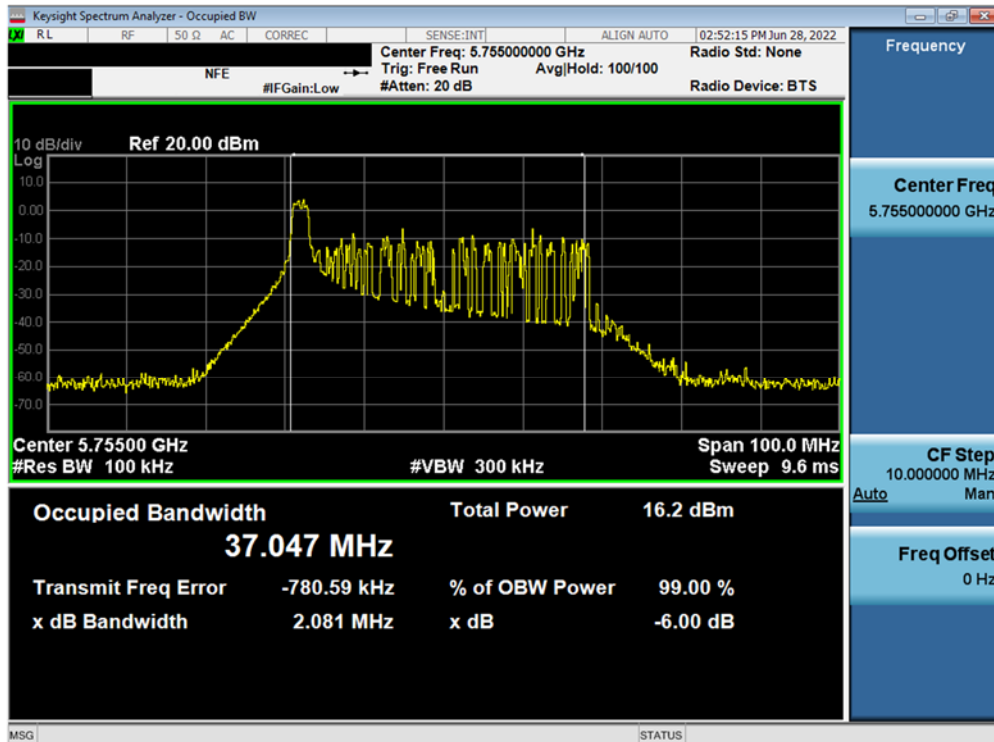 Keysight Spectrum Analyzer - Occupied BW
LXI RL RF 50 Ω AC CORREC SENSE:INT ALIGN AUTO 02:52:15 PM Jun 28, 2022
Center Freq: 5.755000000 GHz Radio Std: None
NFE Trig: Free Run Avg|Hold: 100/100
#IFGain:Low #Atten: 20 dB Radio Device: BTS
10 dB/div Ref 20.00 dBm
Log
10.0
0.00
-10.0
-20.0
-30.0
-40.0
-50.0
-60.0
-70.0
Center 5.75500 GHz Span 100.0 MHz
#Res BW 100 kHz #VBW 300 kHz Sweep 9.6 ms
Occupied Bandwidth Total Power 16.2 dBm
37.047 MHz
Transmit Freq Error -780.59 kHz % of OBW Power 99.00 %
x dB Bandwidth 2.081 MHz x dB -6.00 dB
MSG STATUS
Frequency
Center Freq
5.755000000 GHz
CF Step
10.000000 MHz
Auto Man
Freq Offset
0 Hz